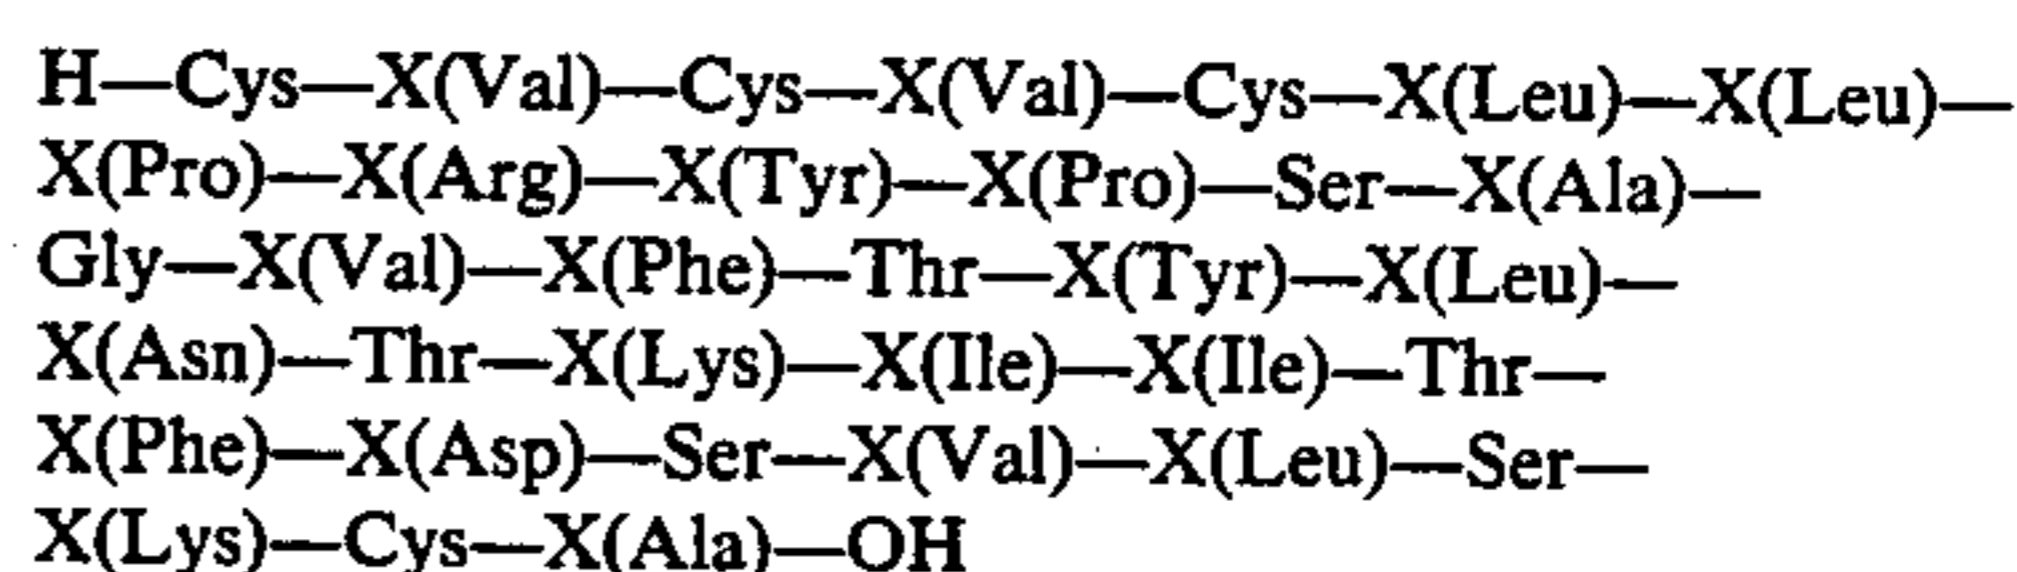 H—Cys—X(Val)—Cys—X(Val)—Cys—X(Leu)—X(Leu)—
X(Pro)—X(Arg)—X(Tyr)—X(Pro)—Ser—X(Ala)—
Gly—X(Val)—X(Phe)—Thr—X(Tyr)—X(Leu)—
X(Asn)—Thr—X(Lys)—X(Ile)—X(Ile)—Thr—
X(Phe)—X(Asp)—Ser—X(Val)—X(Leu)—Ser—
X(Lys)—Cys—X(Ala)—OH